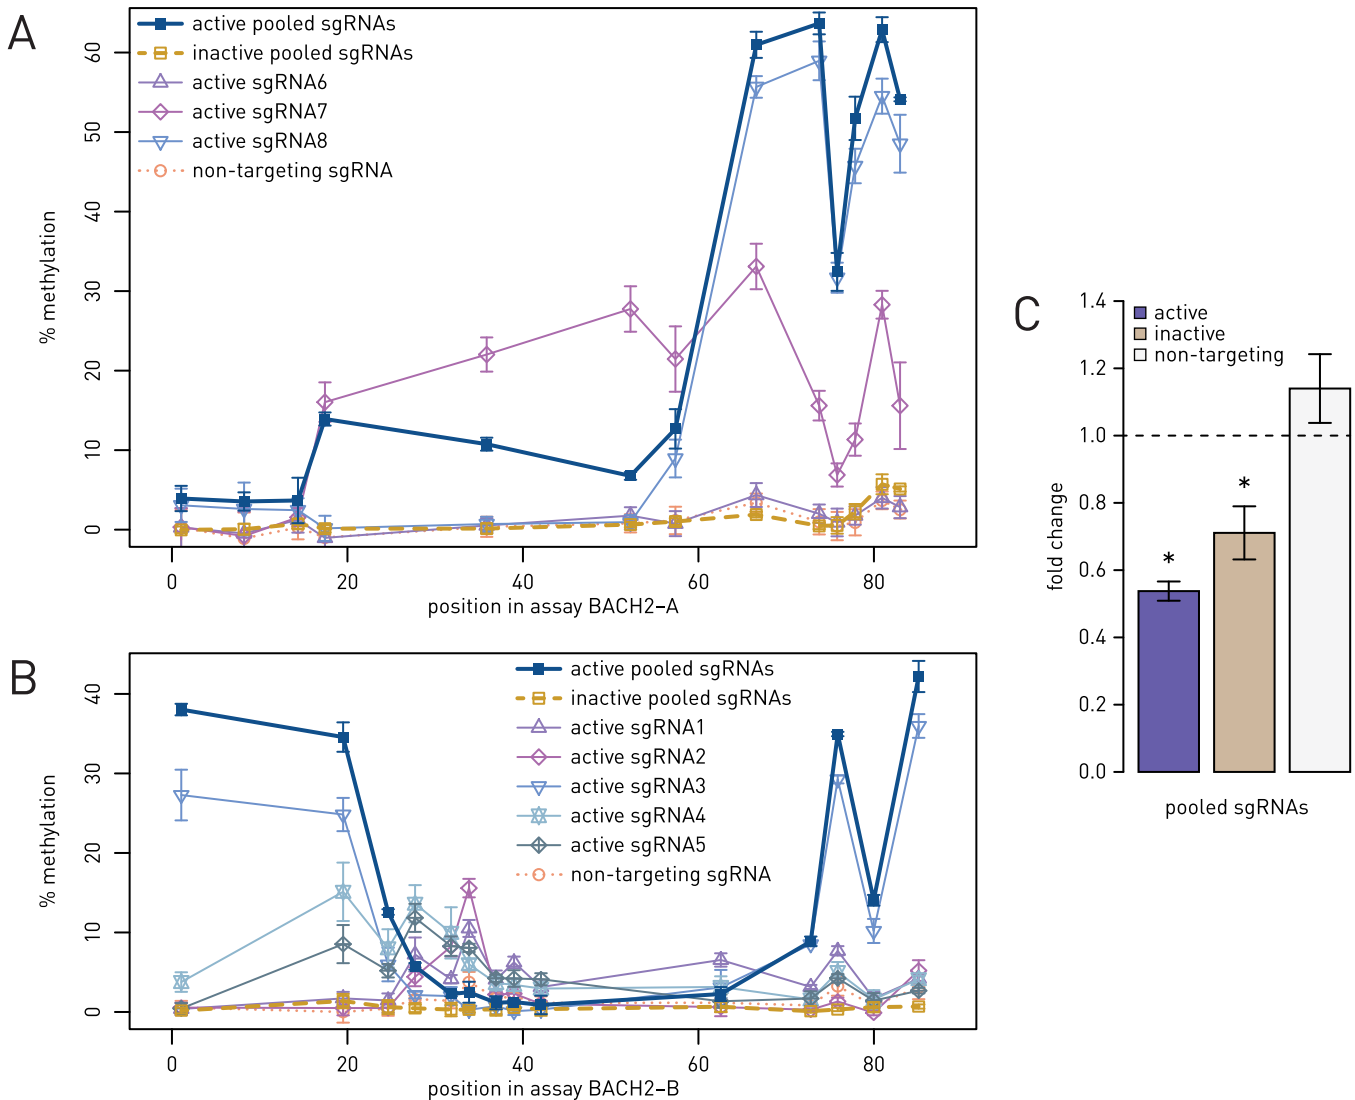 A
active pooled sgRNAs
inactive pooled sgRNAs
active sgRNA6
active sgRNA7
active sgRNA8
non-targeting sgRNA
% methylation
60
50
40
30
20
10
0
0 20 40 60 80
position in assay BACH2–A
B
active pooled sgRNAs
inactive pooled sgRNAs
active sgRNA1
active sgRNA2
active sgRNA3
active sgRNA4
active sgRNA5
non-targeting sgRNA
% methylation
40
30
20
10
0
0 20 40 60 80
position in assay BACH2–B
C
active
inactive
non-targeting
fold change
1.4
1.2
1.0
0.8
0.6
0.4
0.2
0.0
*
*
pooled sgRNAs